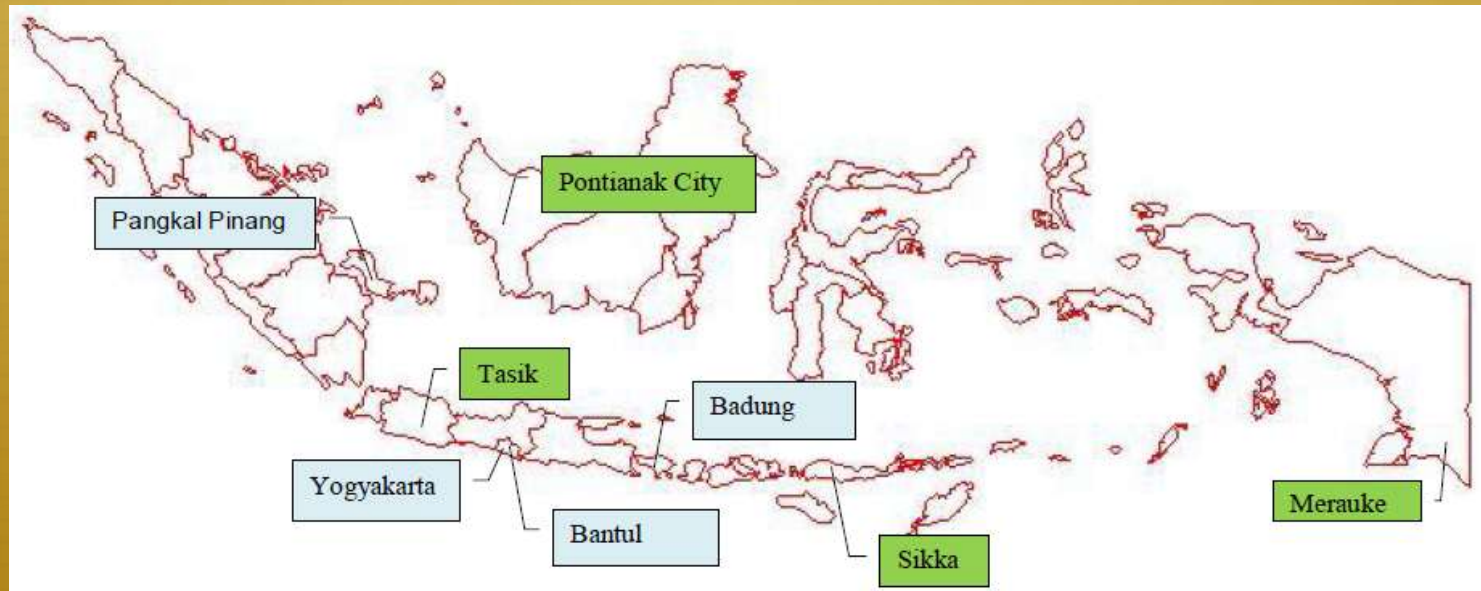 Pontianak City
Pangkal Pinang
Tasik
Badung
Yogyakarta
Bantul
Merauke
Sikka